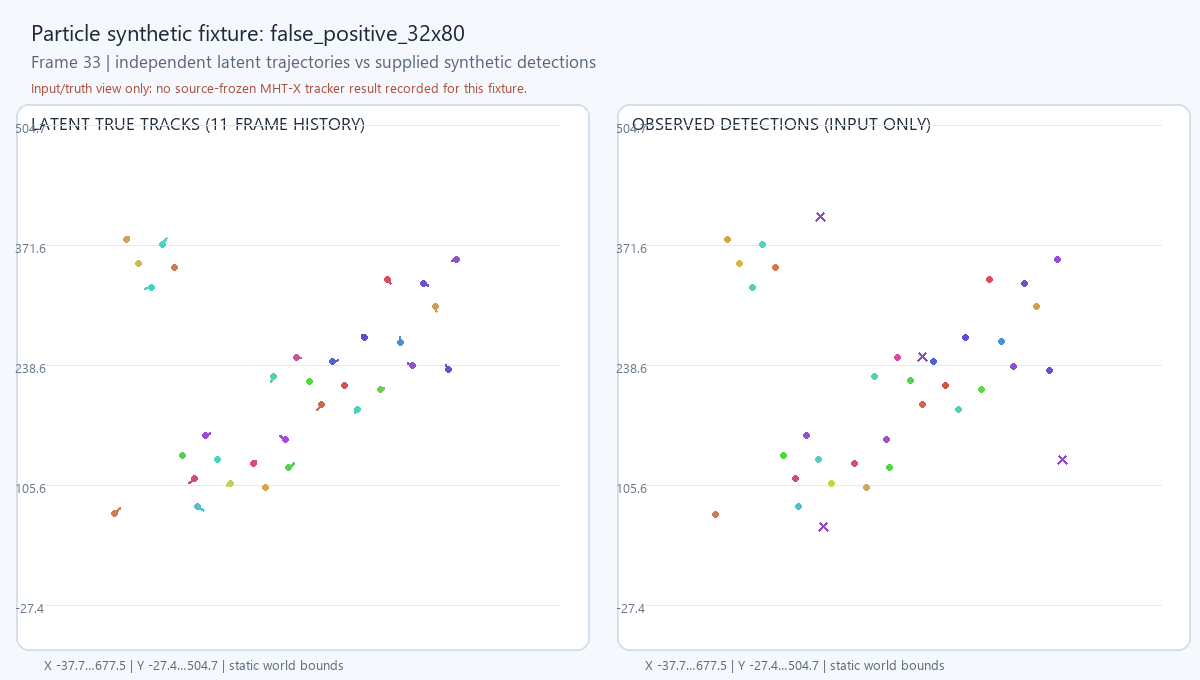 Particle synthetic fixture: false_positive_32x80
Frame 33 | independent latent trajectories vs supplied synthetic detections
Input/truth view only: no source-frozen MHT-X tracker result recorded for this fixture.
LATENT TRUE TRACKS (11-FRAME HISTORY)
504.7
371.6
238.6
105.6
-27.4
X -37.7...677.5 | Y -27.4...504.7 | static world bounds
OBSERVED DETECTIONS (INPUT ONLY)
504.7
371.6
238.6
105.6
-27.4
X -37.7...677.5 | Y -27.4...504.7 | static world bounds